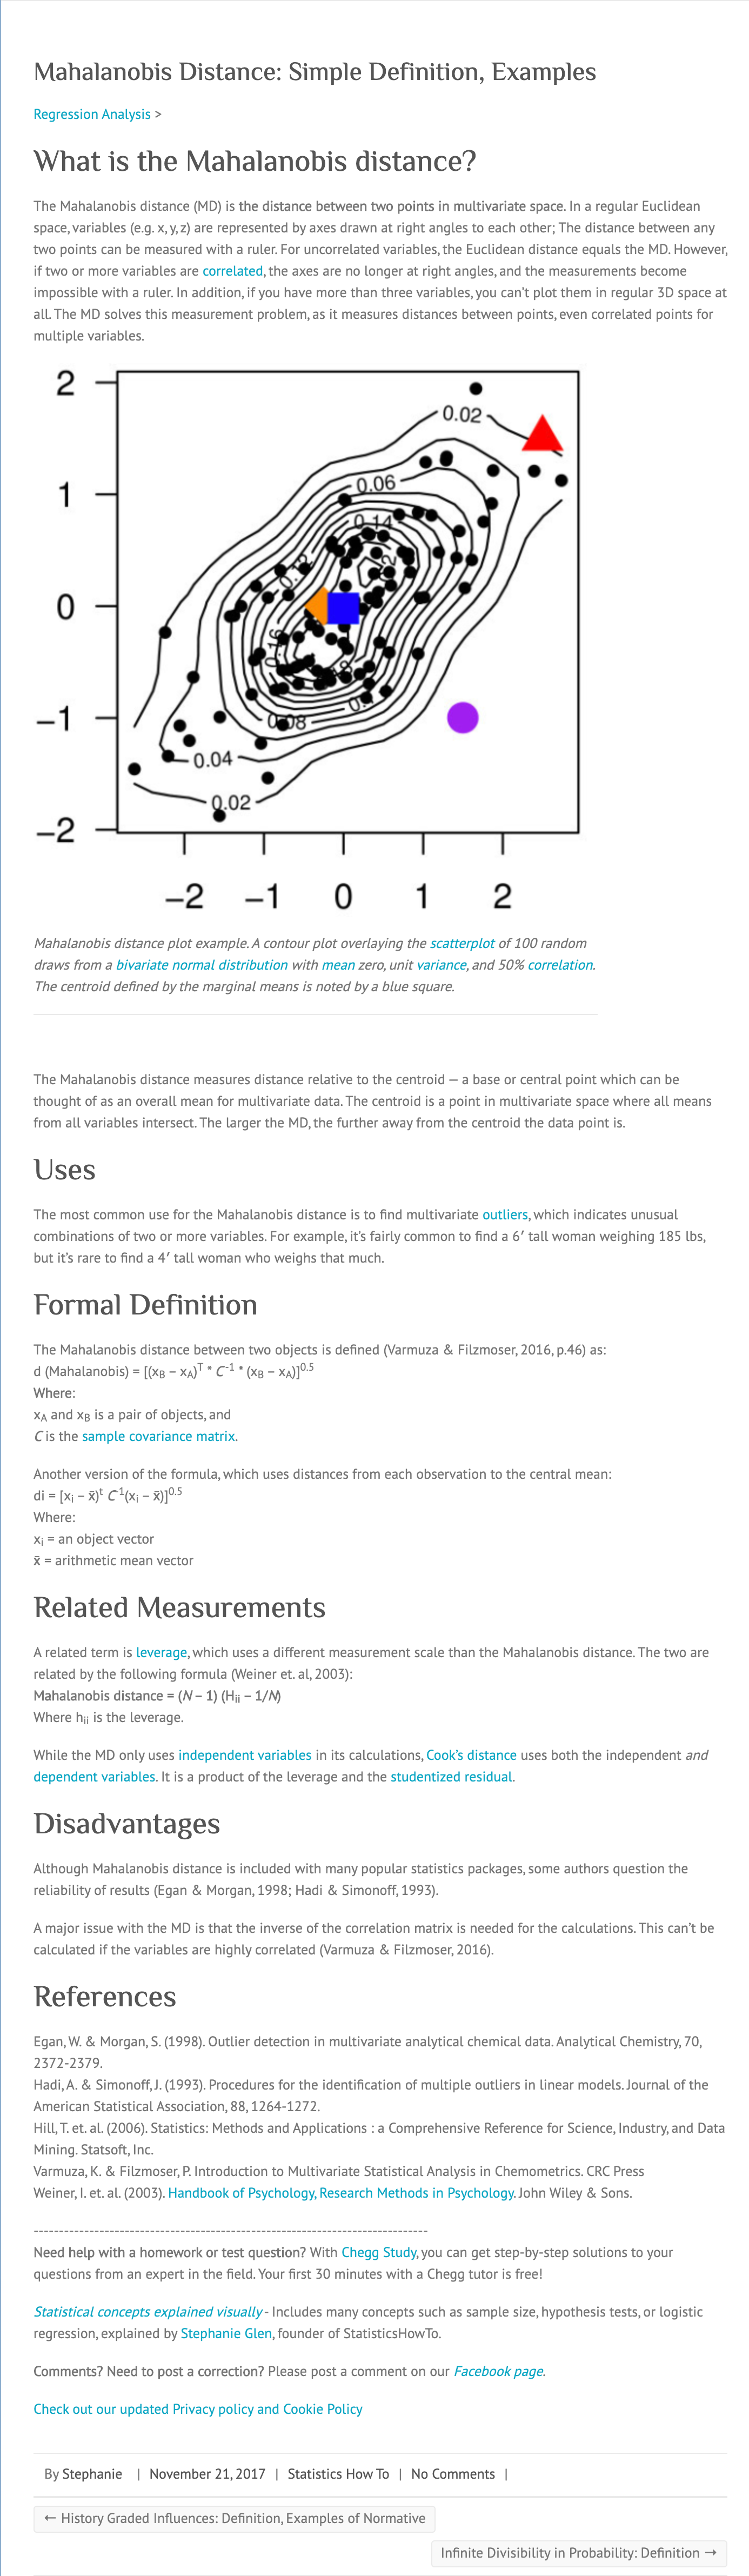 Mahalanobis Distance: Simple Definition, Examples
Regression Analysis >
What is the Mahalanobis distance?
The Mahalanobis distance (MD) is the distance between two points in multivariate space. In a regular Euclidean
space, variables (e.g. x, y, z) are represented by axes drawn at right angles to each other; The distance between any
two points can be measured with a ruler. For uncorrelated variables, the Euclidean distance equals the MD. However,
if two or more variables are correlated, the axes are no longer at right angles, and the measurements become
impossible with a ruler. In addition, if you have more than three variables, you can't plot them in regular 3D space at
all. The MD solves this measurement problem, as it measures distances between points, even correlated points for
multiple variables.
2
0.02
1
0.06
0.14
0
0.16
−1
0.08
0.04
0.02
−2
−2 −1 0 1 2
Mahalanobis distance plot example. A contour plot overlaying the scatterplot of 100 random
draws from a bivariate normal distribution with mean zero, unit variance, and 50% correlation.
The centroid defined by the marginal means is noted by a blue square.
The Mahalanobis distance measures distance relative to the centroid — a base or central point which can be
thought of as an overall mean for multivariate data. The centroid is a point in multivariate space where all means
from all variables intersect. The larger the MD, the further away from the centroid the data point is.
Uses
The most common use for the Mahalanobis distance is to find multivariate outliers, which indicates unusual
combinations of two or more variables. For example, it's fairly common to find a 6′ tall woman weighing 185 lbs,
but it's rare to find a 4′ tall woman who weighs that much.
Formal Definition
The Mahalanobis distance between two objects is defined (Varmuza & Filzmoser, 2016, p.46) as:
d (Mahalanobis) = [(xB – xA)T * C-1 * (xB – xA)]0.5
Where:
xA and xB is a pair of objects, and
C is the sample covariance matrix.
Another version of the formula, which uses distances from each observation to the central mean:
di = [xi – x̄)t C-1(xi – x̄)]0.5
Where:
xi = an object vector
x̄ = arithmetic mean vector
Related Measurements
A related term is leverage, which uses a different measurement scale than the Mahalanobis distance. The two are
related by the following formula (Weiner et. al, 2003):
Mahalanobis distance = (N – 1) (Hii – 1/N)
Where hii is the leverage.
While the MD only uses independent variables in its calculations, Cook's distance uses both the independent and
dependent variables. It is a product of the leverage and the studentized residual.
Disadvantages
Although Mahalanobis distance is included with many popular statistics packages, some authors question the
reliability of results (Egan & Morgan, 1998; Hadi & Simonoff, 1993).
A major issue with the MD is that the inverse of the correlation matrix is needed for the calculations. This can't be
calculated if the variables are highly correlated (Varmuza & Filzmoser, 2016).
References
Egan, W. & Morgan, S. (1998). Outlier detection in multivariate analytical chemical data. Analytical Chemistry, 70,
2372-2379.
Hadi, A. & Simonoff, J. (1993). Procedures for the identification of multiple outliers in linear models. Journal of the
American Statistical Association, 88, 1264-1272.
Hill, T. et. al. (2006). Statistics: Methods and Applications : a Comprehensive Reference for Science, Industry, and Data
Mining. Statsoft, Inc.
Varmuza, K. & Filzmoser, P. Introduction to Multivariate Statistical Analysis in Chemometrics. CRC Press
Weiner, I. et. al. (2003). Handbook of Psychology, Research Methods in Psychology. John Wiley & Sons.
------------------------------------------------------------------------------
Need help with a homework or test question? With Chegg Study, you can get step-by-step solutions to your
questions from an expert in the field. Your first 30 minutes with a Chegg tutor is free!
Statistical concepts explained visually - Includes many concepts such as sample size, hypothesis tests, or logistic
regression, explained by Stephanie Glen, founder of StatisticsHowTo.
Comments? Need to post a correction? Please post a comment on our Facebook page.
Check out our updated Privacy policy and Cookie Policy
By Stephanie | November 21, 2017 | Statistics How To | No Comments |
← History Graded Influences: Definition, Examples of Normative
Infinite Divisibility in Probability: Definition →